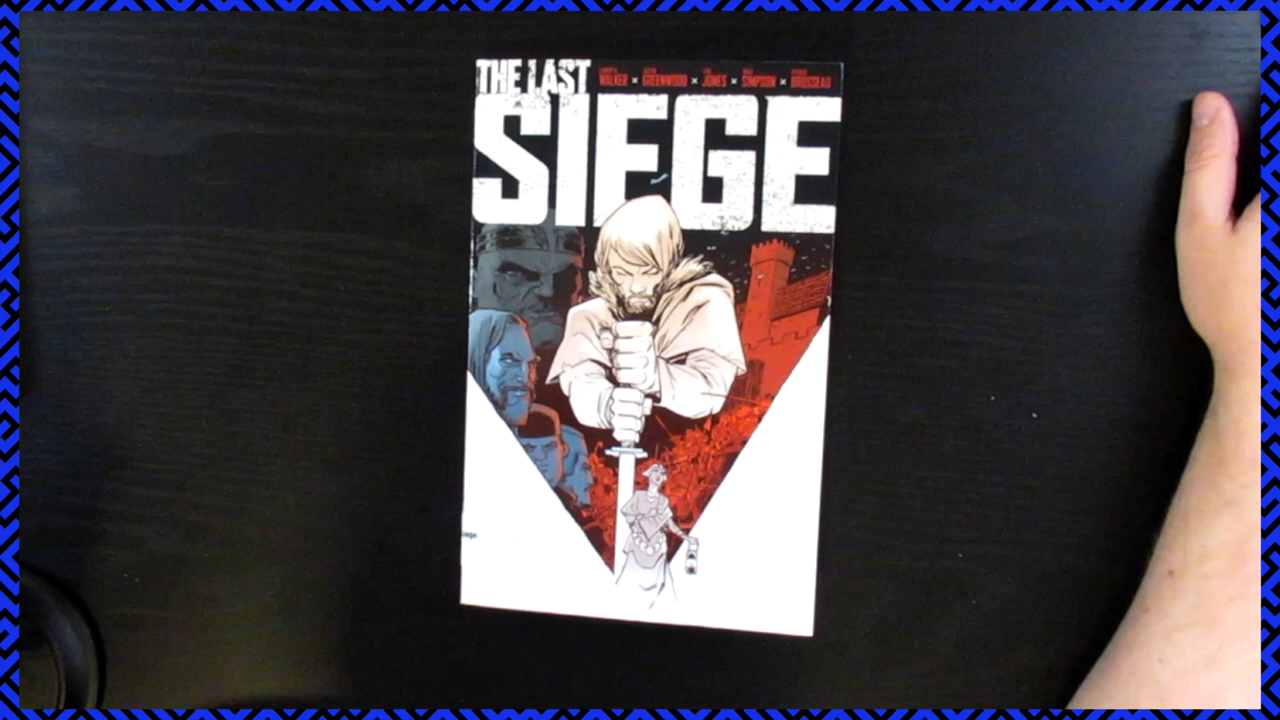 THE LAST
WALKER × GREENWOOD × JONES × SIMPSON × BROSSEAU
SIEGE